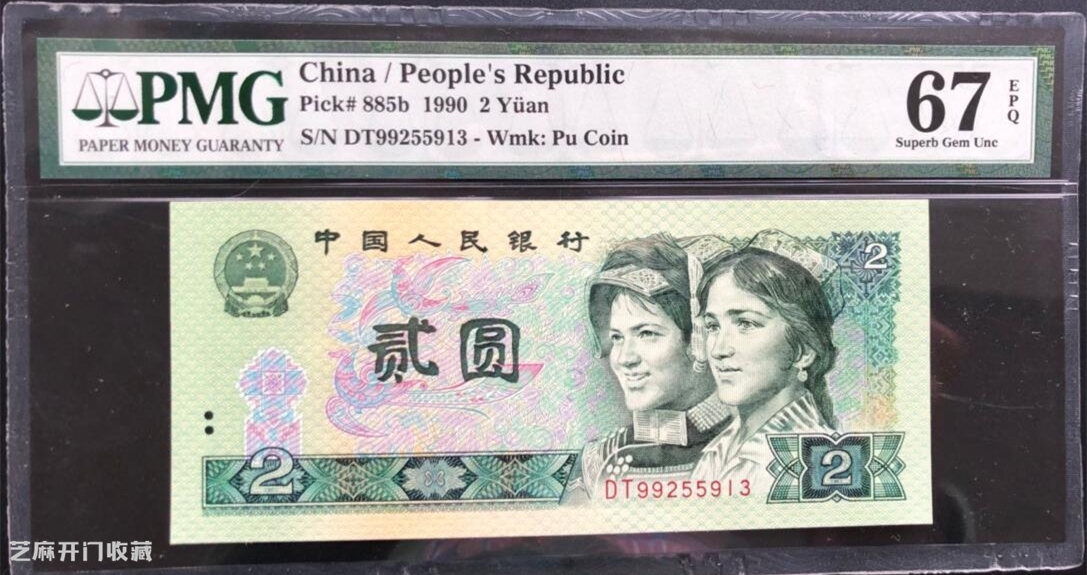 PMG
PAPER MONEY GUARANTY
China / People's Republic
Pick# 885b 1990 2 Yüan
S/N DT99255913 - Wmk: Pu Coin
67
EPQ
Superb Gem Unc
中国人民银行
2
贰圆
2
DT99255913
2
芝麻开门收藏